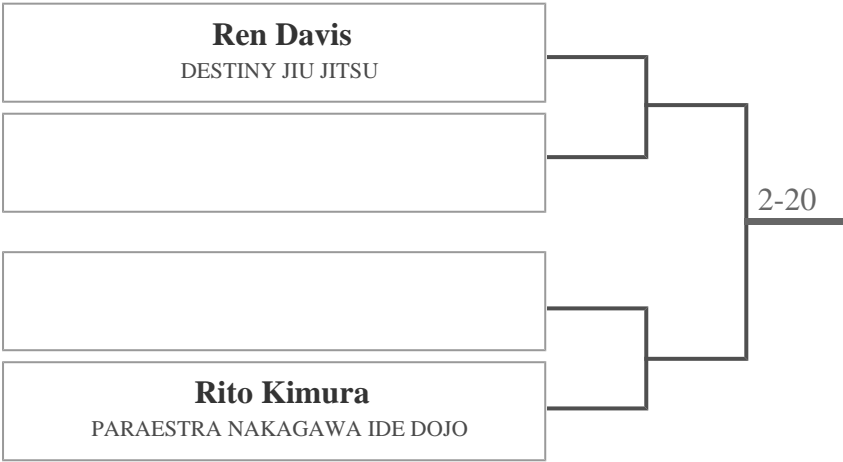 Ren Davis
DESTINY JIU JITSU
2-20
Rito Kimura
PARAESTRA NAKAGAWA IDE DOJO